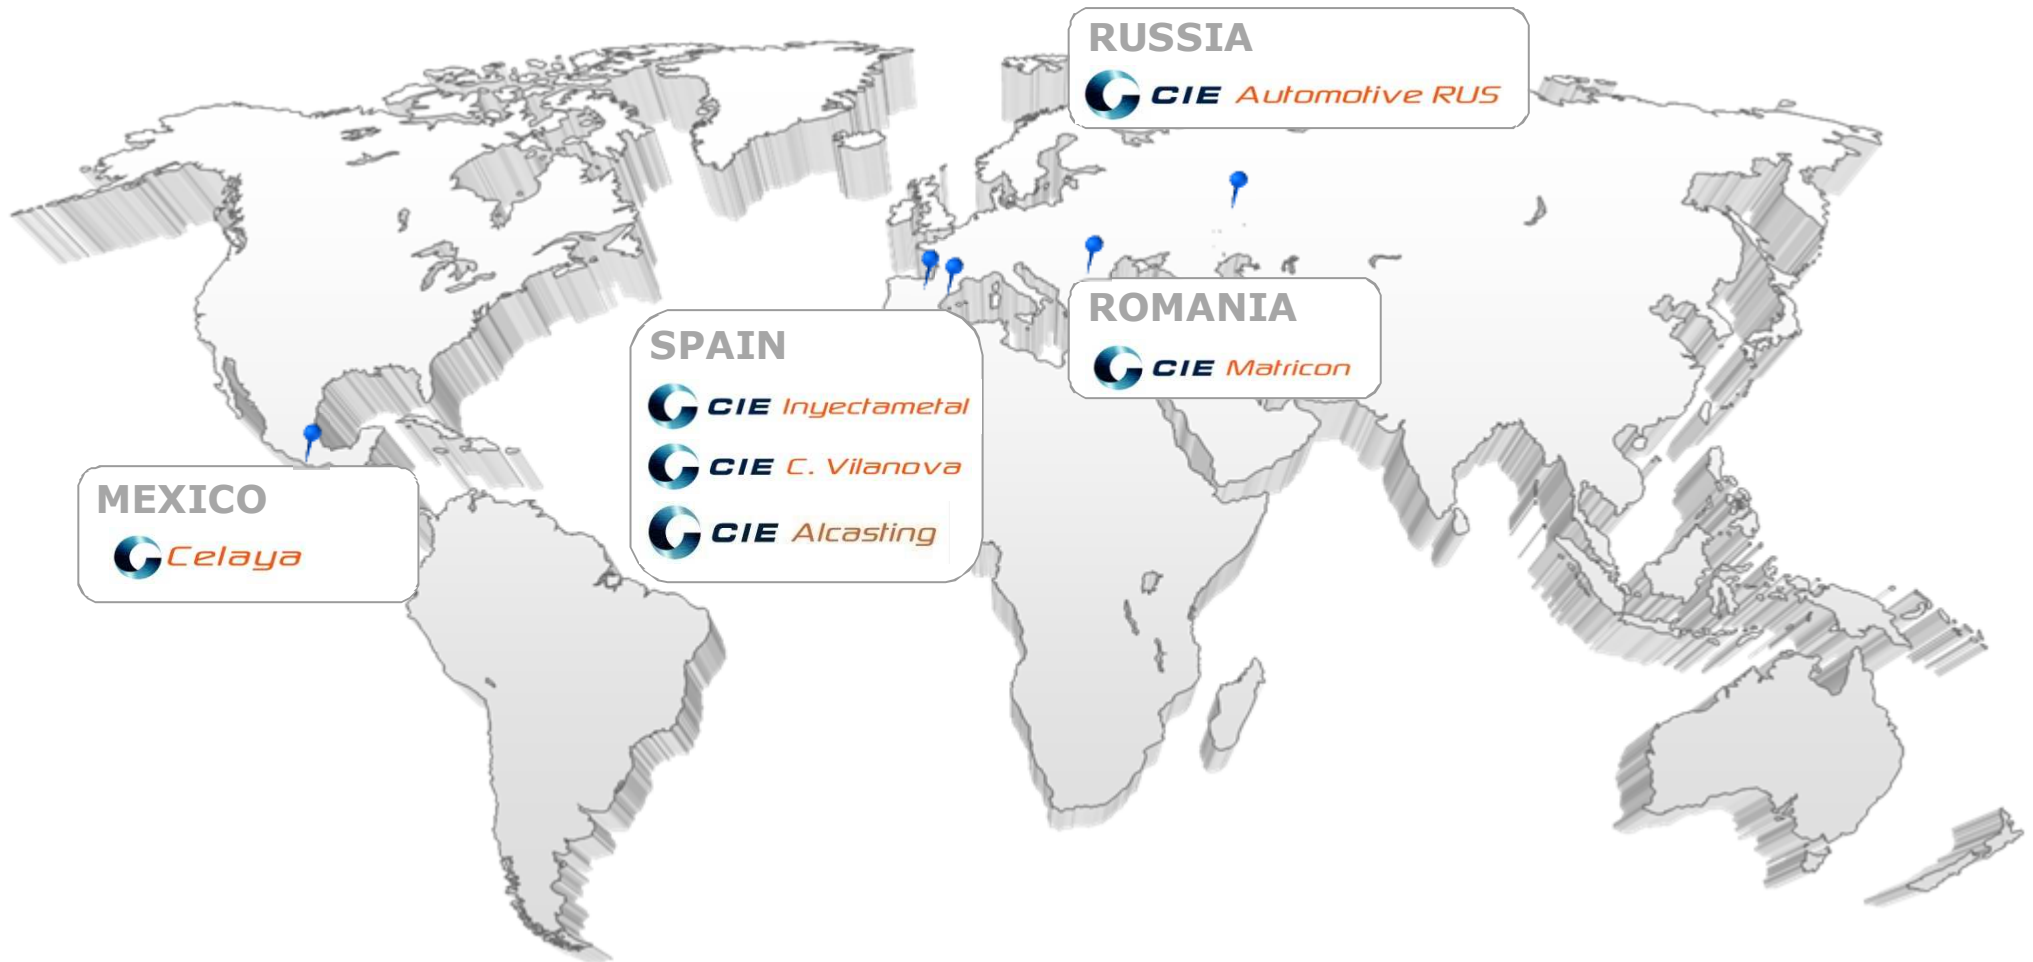 RUSSIA
CIE Automotive RUS
ROMANIA
CIE Matricon
SPAIN
CIE Inyectametal
CIE C. Vilanova
CIE Alcasting
MEXICO
Celaya